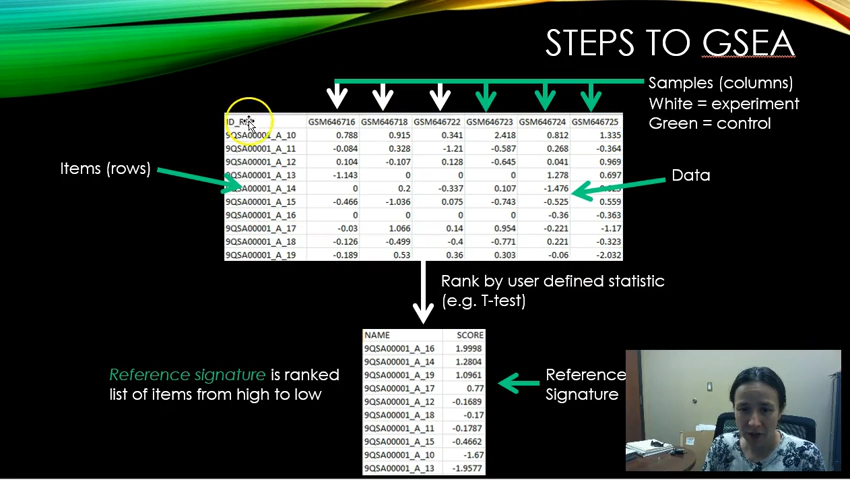 STEPS TO GSEA
Samples (columns)
White = experiment
Green = control
GSM646716 GSM646718 GSM646722 GSM646723 GSM646724 GSM646725
9QSA00001_A_10 0.788 0.915 0.341 2.418 0.812 1.335
9QSA00001_A_11 -0.084 0.328 -1.21 -0.587 0.268 -0.364
9QSA00001_A_12 0.104 -0.107 0.128 -0.645 0.041 0.969
9QSA00001_A_13 -1.143 0 0 0 1.278 0.697
9QSA00001_A_14 0 0.2 -0.337 0.107 -1.476
9QSA00001_A_15 -0.466 -1.036 0.075 -0.743 -0.525 0.559
9QSA00001_A_16 0 0 0 0 -0.36 -0.363
9QSA00001_A_17 -0.03 1.066 0.14 0.954 -0.221 -1.17
9QSA00001_A_18 -0.126 -0.499 -0.4 -0.771 0.221 -0.323
9QSA00001_A_19 -0.189 0.53 0.36 0.303 -0.06 -2.032
Items (rows)
Data
Rank by user defined statistic
(e.g. T-test)
NAME SCORE
9QSA00001_A_16 1.9998
9QSA00001_A_14 1.2804
9QSA00001_A_19 1.0961
9QSA00001_A_17 0.77
9QSA00001_A_12 -0.1689
9QSA00001_A_18 -0.17
9QSA00001_A_11 -0.1787
9QSA00001_A_15 -0.4662
9QSA00001_A_10 -1.67
9QSA00001_A_13 -1.9577
Reference signature is ranked
list of items from high to low
Reference
Signature